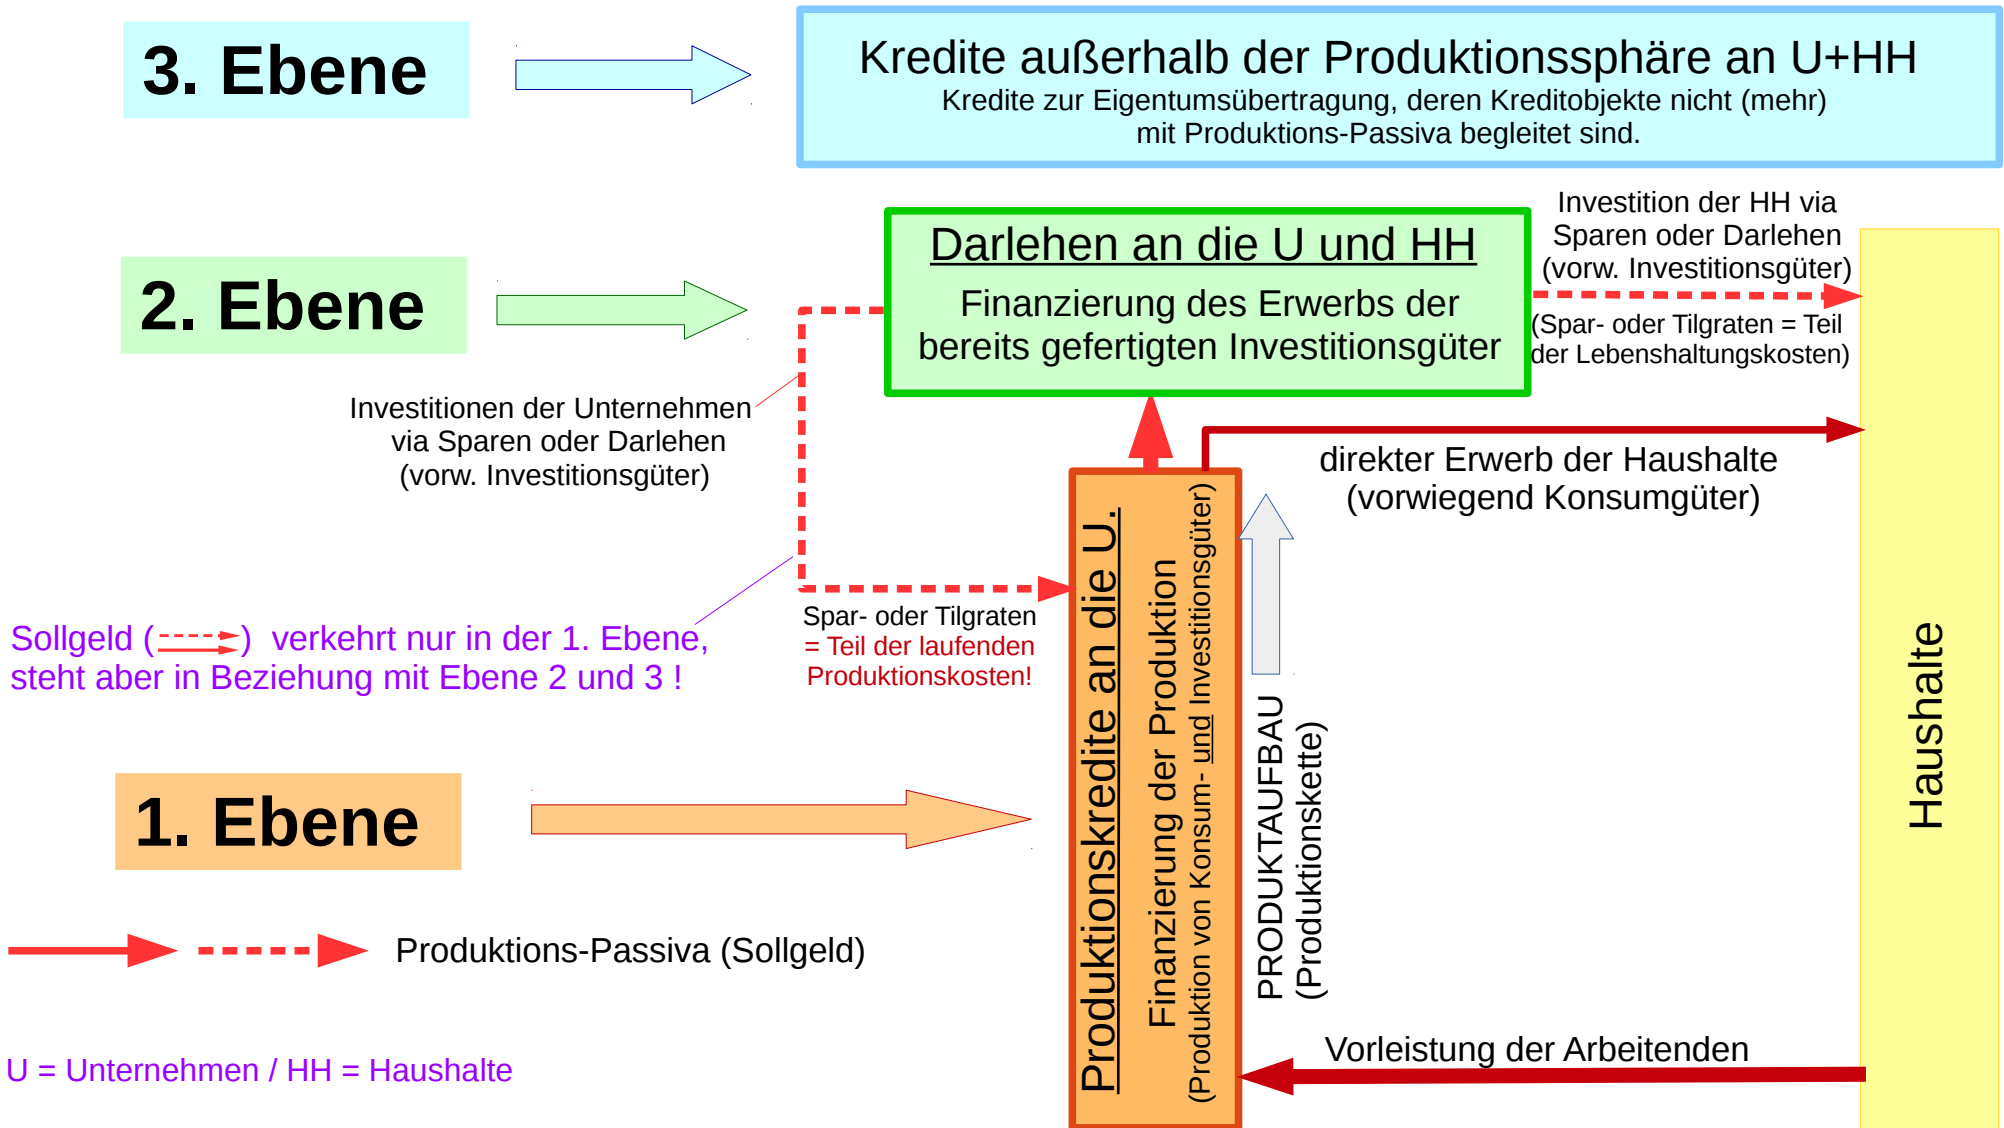 3. Ebene
Kredite außerhalb der Produktionssphäre an U+HH
Kredite zur Eigentumsübertragung, deren Kreditobjekte nicht (mehr)
mit Produktions-Passiva begleitet sind.
2. Ebene
Darlehen an die U und HH
Finanzierung des Erwerbs der
bereits gefertigten Investitionsgüter
Investition der HH via
Sparen oder Darlehen
(vorw. Investitionsgüter)
(Spar- oder Tilgraten = Teil
der Lebenshaltungskosten)
Investitionen der Unternehmen
via Sparen oder Darlehen
(vorw. Investitionsgüter)
direkter Erwerb der Haushalte
(vorwiegend Konsumgüter)
Spar- oder Tilgraten
= Teil der laufenden
Produktionskosten!
Sollgeld ( ) verkehrt nur in der 1. Ebene,
steht aber in Beziehung mit Ebene 2 und 3 !
1. Ebene
Produktionskredite an die U.
Finanzierung der Produktion
(Produktion von Konsum- und Investitionsgüter)
PRODUKTAUFBAU
(Produktionskette)
Haushalte
Produktions-Passiva (Sollgeld)
Vorleistung der Arbeitenden
U = Unternehmen / HH = Haushalte